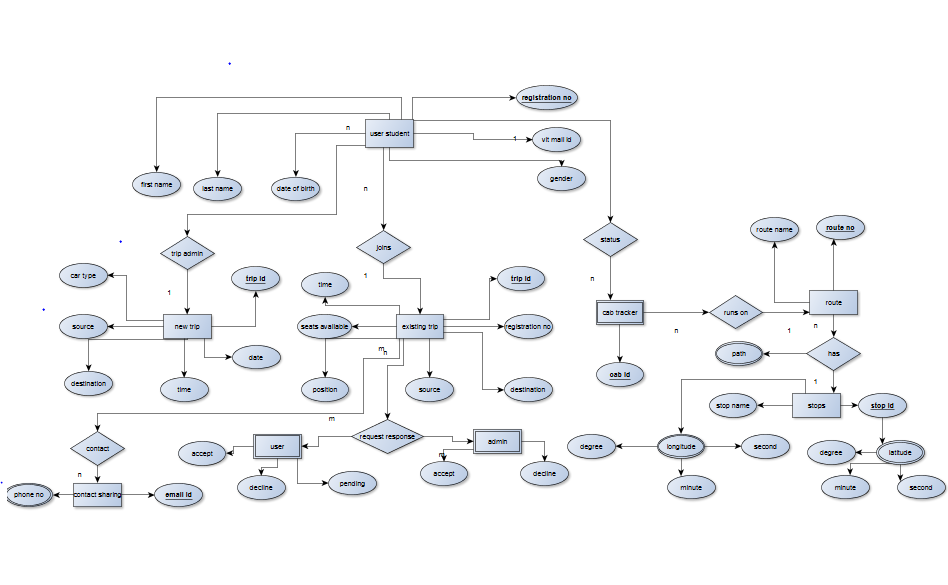 registration no
n
user student
1
vit mail id
gender
first name
last name
date of birth
n
route name
route no
trip admin
joins
status
car type
trip id
time
trip id
1
1
n
cab tracker
runs on
route
source
new trip
seats available
existing trip
registration no
n
1
n
date
m
n
path
has
destination
time
position
source
destination
cab id
1
stop name
stops
stop id
m
contact
request response
user
admin
accept
degree
longitude
second
degree
latitude
n
accept
decline
n
phone no
contact sharing
email id
decline
pending
minute
minute
second